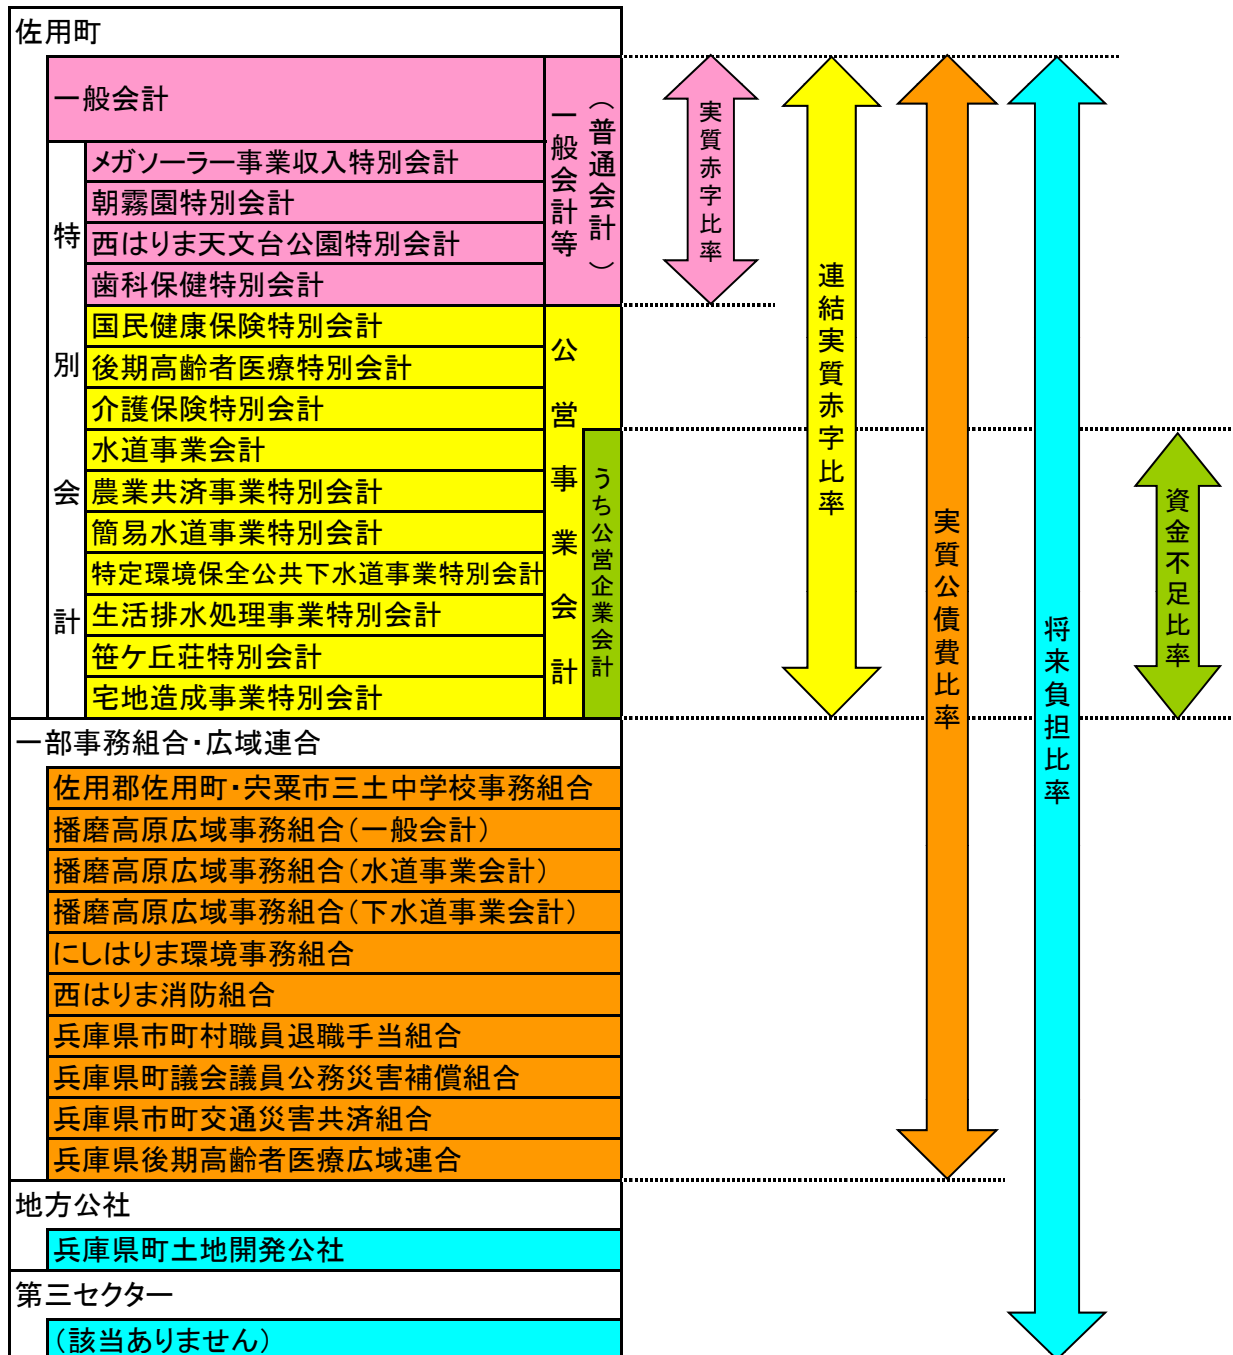 佐用町
一般会計
特別会計
メガソーラー事業収入特別会計
朝霧園特別会計
西はりま天文台公園特別会計
歯科保健特別会計
国民健康保険特別会計
後期高齢者医療特別会計
介護保険特別会計
水道事業会計
農業共済事業特別会計
簡易水道事業特別会計
特定環境保全公共下水道事業特別会計
生活排水処理事業特別会計
笹ケ丘荘特別会計
宅地造成事業特別会計
一般会計等
（普通会計）
公営事業会計
うち公営企業会計
実質赤字比率
連結実質赤字比率
実質公債費比率
将来負担比率
資金不足比率
一部事務組合・広域連合
佐用郡佐用町・宍粟市三土中学校事務組合
播磨高原広域事務組合（一般会計）
播磨高原広域事務組合（水道事業会計）
播磨高原広域事務組合（下水道事業会計）
にしはりま環境事務組合
西はりま消防組合
兵庫県市町村職員退職手当組合
兵庫県町議会議員公務災害補償組合
兵庫県市町交通災害共済組合
兵庫県後期高齢者医療広域連合
地方公社
兵庫県町土地開発公社
第三セクター
（該当ありません）